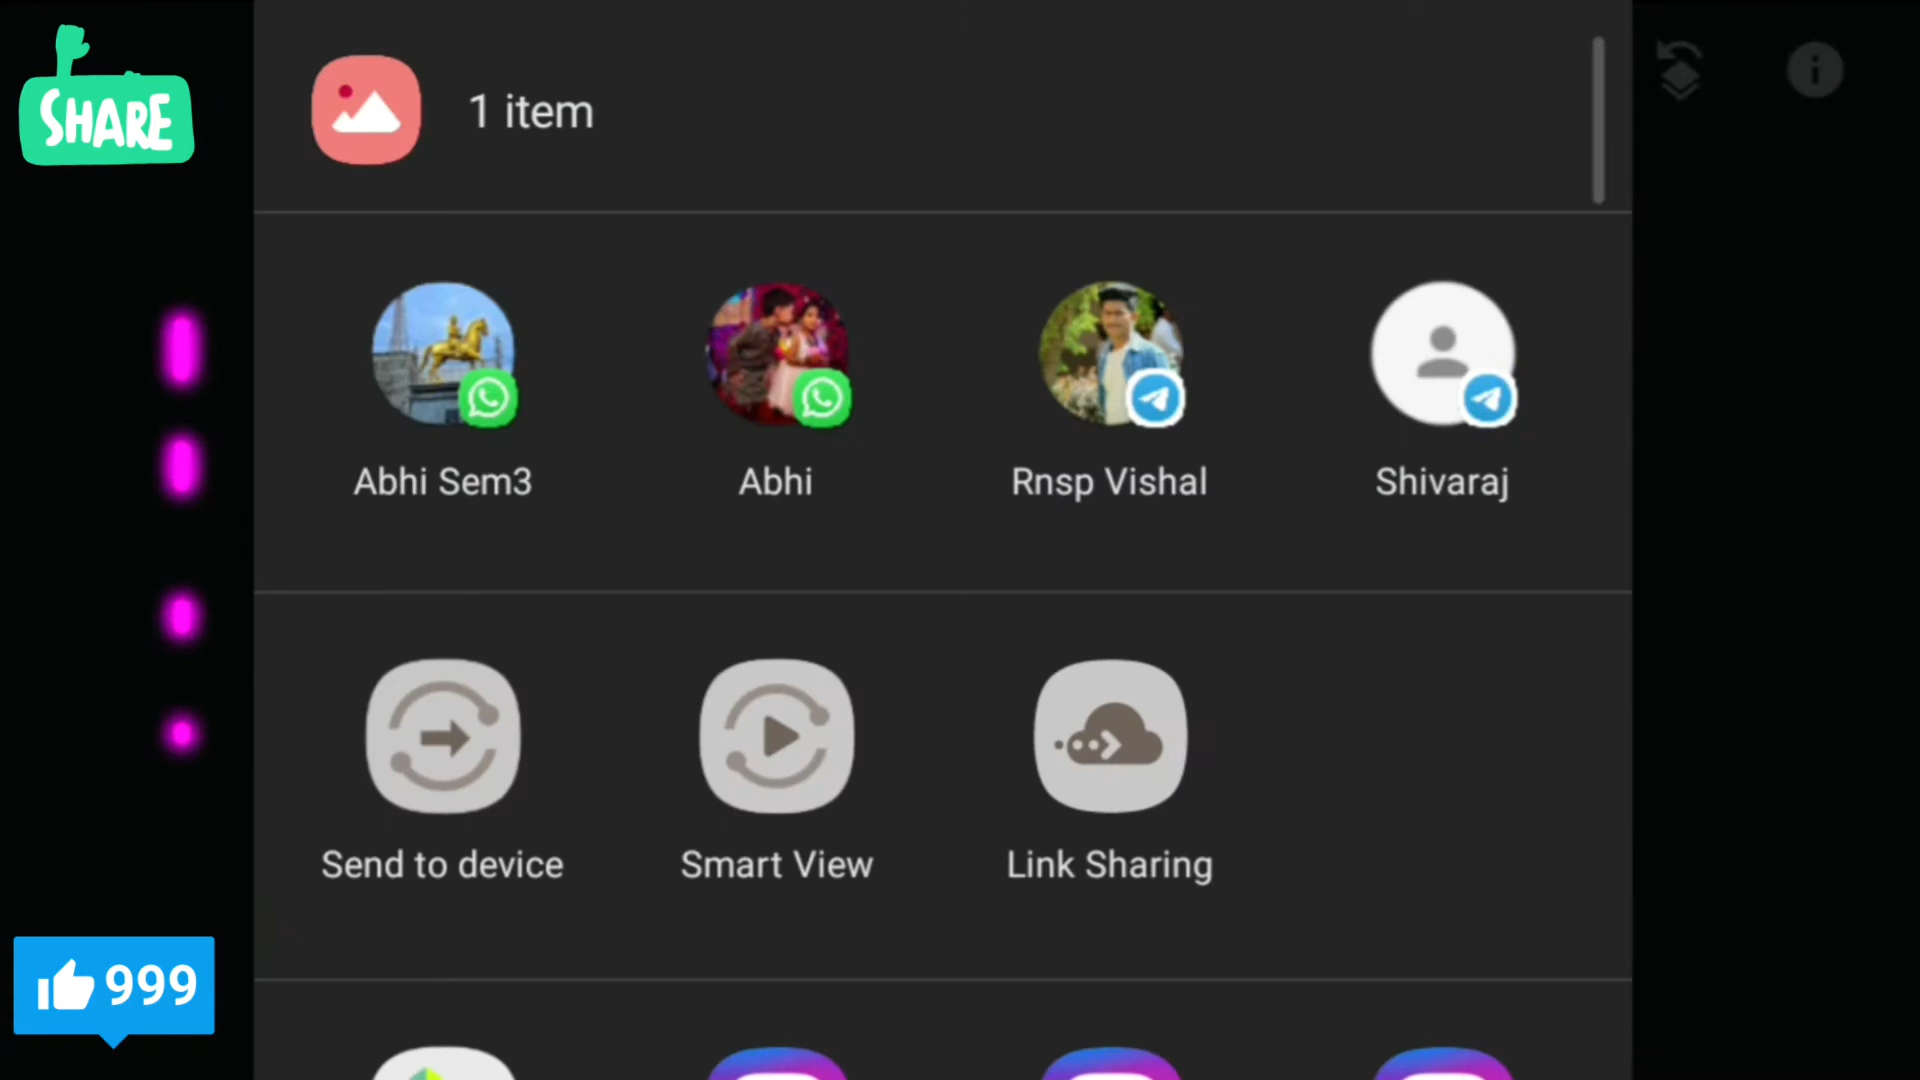 SHARE
1 item
Abhi Sem3
Abhi
Rnsp Vishal
Shivaraj
Send to device
Smart View
Link Sharing
999